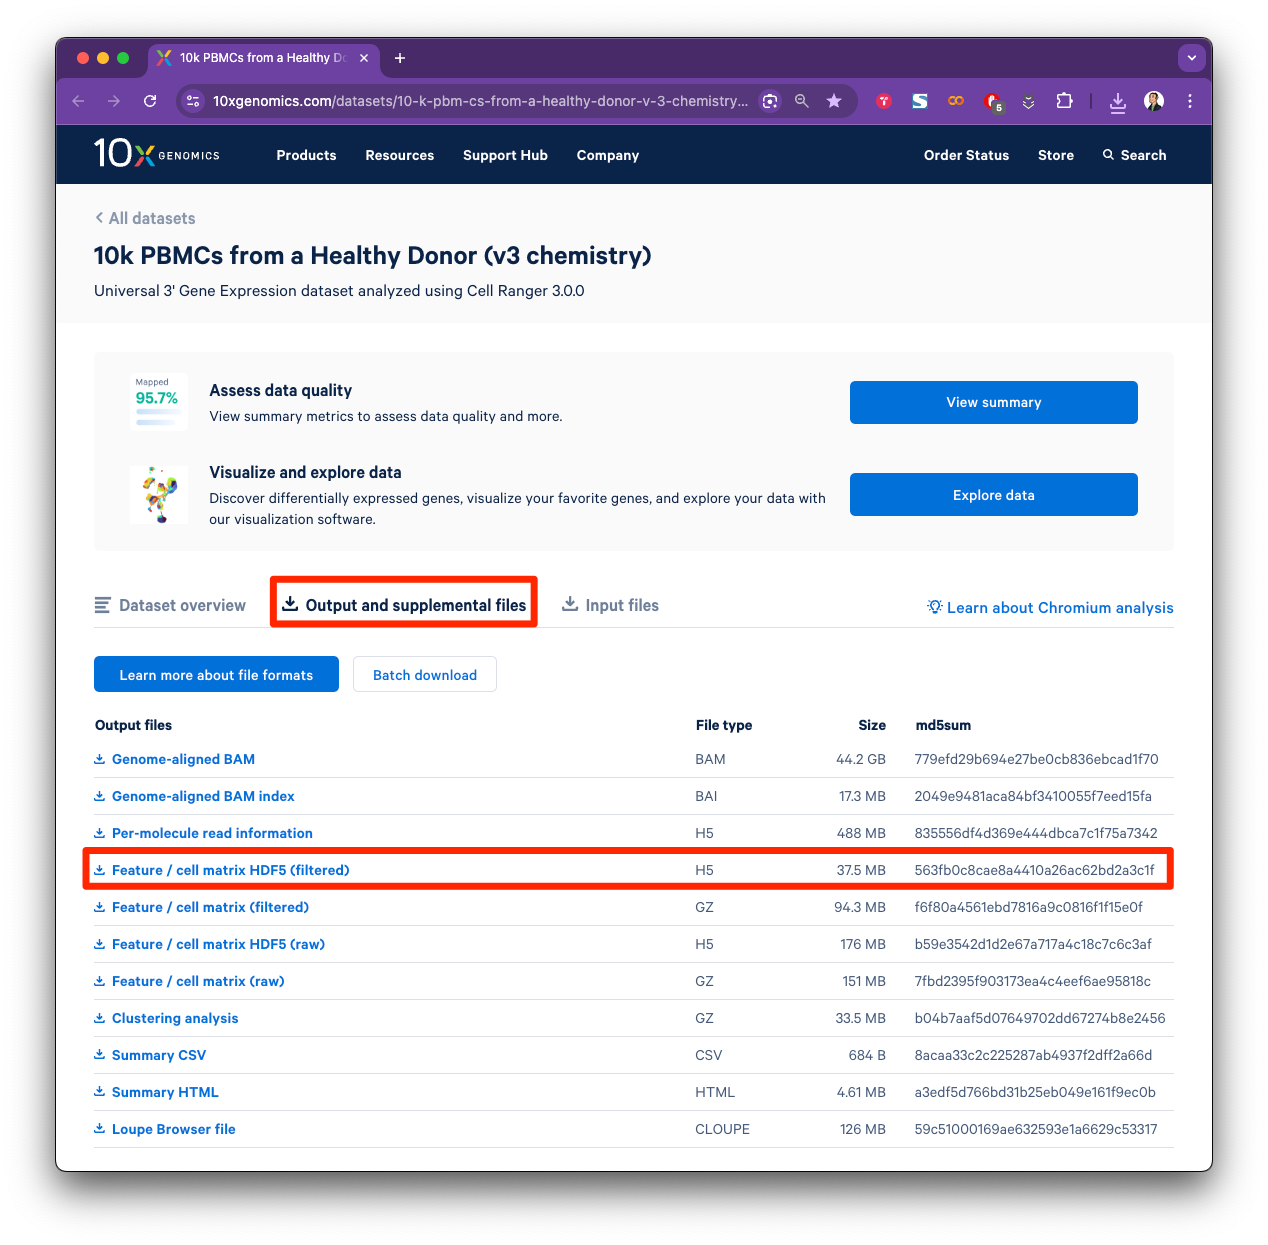 10k PBMCs from a Healthy Do
10xgenomics.com/datasets/10-k-pbm-cs-from-a-healthy-donor-v-3-chemistry...
5
10x GENOMICS
Products
Resources
Support Hub
Company
Order Status
Store
Search
All datasets
10k PBMCs from a Healthy Donor (v3 chemistry)
Universal 3' Gene Expression dataset analyzed using Cell Ranger 3.0.0
Mapped
95.7%
Assess data quality
View summary metrics to assess data quality and more.
View summary
Visualize and explore data
Discover differentially expressed genes, visualize your favorite genes, and explore your data with
our visualization software.
Explore data
Dataset overview
Output and supplemental files
Input files
Learn about Chromium analysis
Learn more about file formats
Batch download
Output files File type Size md5sum
Genome-aligned BAM BAM 44.2 GB 779efd29b694e27be0cb836ebcad1f70
Genome-aligned BAM index BAI 17.3 MB 2049e9481aca84bf3410055f7eed15fa
Per-molecule read information H5 488 MB 835556df4d369e444dbca7c1f75a7342
Feature / cell matrix HDF5 (filtered) H5 37.5 MB 563fb0c8cae8a4410a26ac62bd2a3c1f
Feature / cell matrix (filtered) GZ 94.3 MB f6f80a4561ebd7816a9c0816f1f15e0f
Feature / cell matrix HDF5 (raw) H5 176 MB b59e3542d1d2e67a717a4c18c7c6c3af
Feature / cell matrix (raw) GZ 151 MB 7fbd2395f903173ea4c4eef6ae95818c
Clustering analysis GZ 33.5 MB b04b7aaf5d07649702dd67274b8e2456
Summary CSV CSV 684 B 8acaa33c2c225287ab4937f2dff2a66d
Summary HTML HTML 4.61 MB a3edf5d766bd31b25eb049e161f9ec0b
Loupe Browser file CLOUPE 126 MB 59c51000169ae632593e1a6629c53317